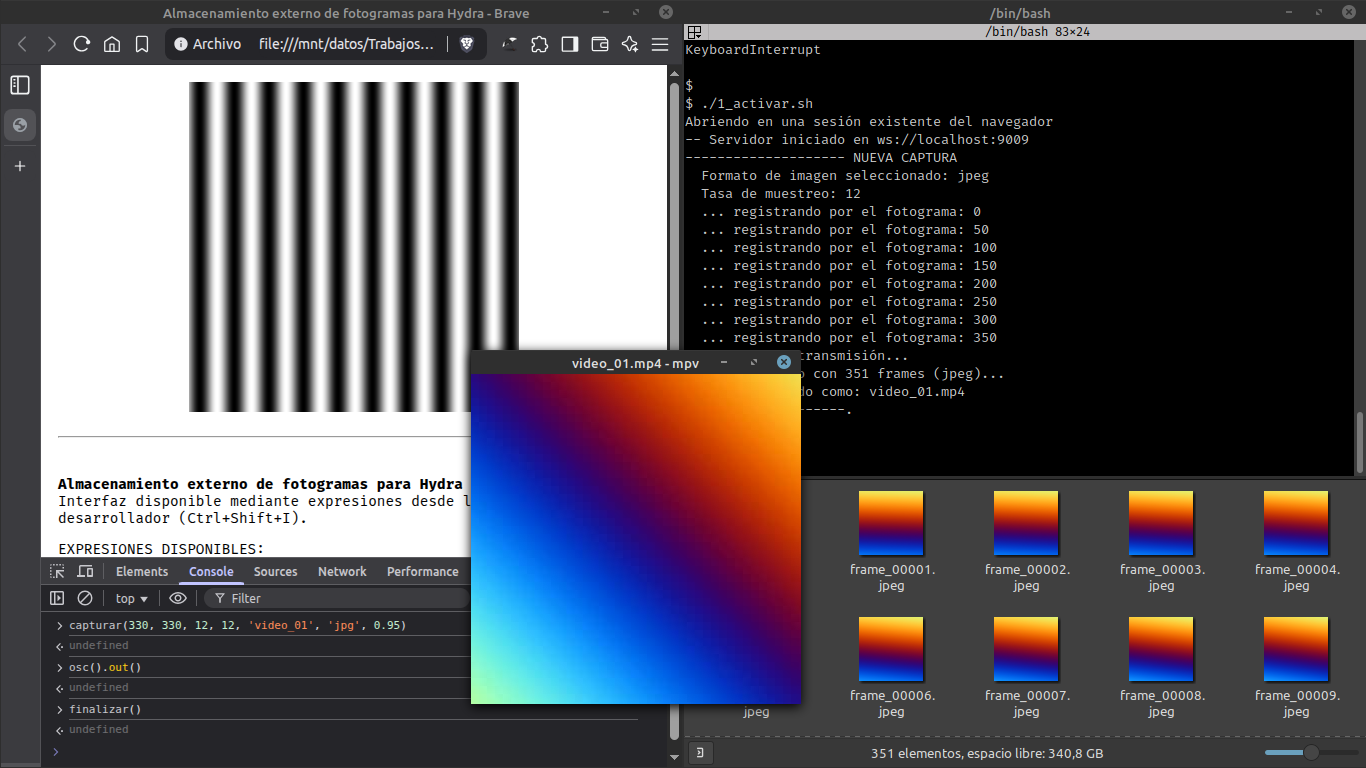 Almacenamiento externo de fotogramas para Hydra - Brave
Archivo file:///mnt/datos/Trabajos...
Almacenamiento externo de fotogramas para Hydra
Interfaz disponible mediante expresiones desde l
desarrollador (Ctrl+Shift+I).
EXPRESIONES DISPONIBLES:
Elements Console Sources Network Performance
top Filter
capturar(330, 330, 12, 12, 'video_01', 'jpg', 0.95)
undefined
osc().out()
undefined
finalizar()
undefined
video_01.mp4 - mpv
/bin/bash
/bin/bash 83×24
KeyboardInterrupt
$
$ ./1_activar.sh
Abriendo en una sesión existente del navegador
-- Servidor iniciado en ws://localhost:9009
-------------------- NUEVA CAPTURA
Formato de imagen seleccionado: jpeg
Tasa de muestreo: 12
... registrando por el fotograma: 0
... registrando por el fotograma: 50
... registrando por el fotograma: 100
... registrando por el fotograma: 150
... registrando por el fotograma: 200
... registrando por el fotograma: 250
... registrando por el fotograma: 300
... registrando por el fotograma: 350
transmisión...
o con 351 frames (jpeg)...
do como: video_01.mp4
------.
frame_00001.jpeg
frame_00002.jpeg
frame_00003.jpeg
frame_00004.jpeg
jpeg
frame_00006.jpeg
frame_00007.jpeg
frame_00008.jpeg
frame_00009.jpeg
351 elementos, espacio libre: 340,8 GB